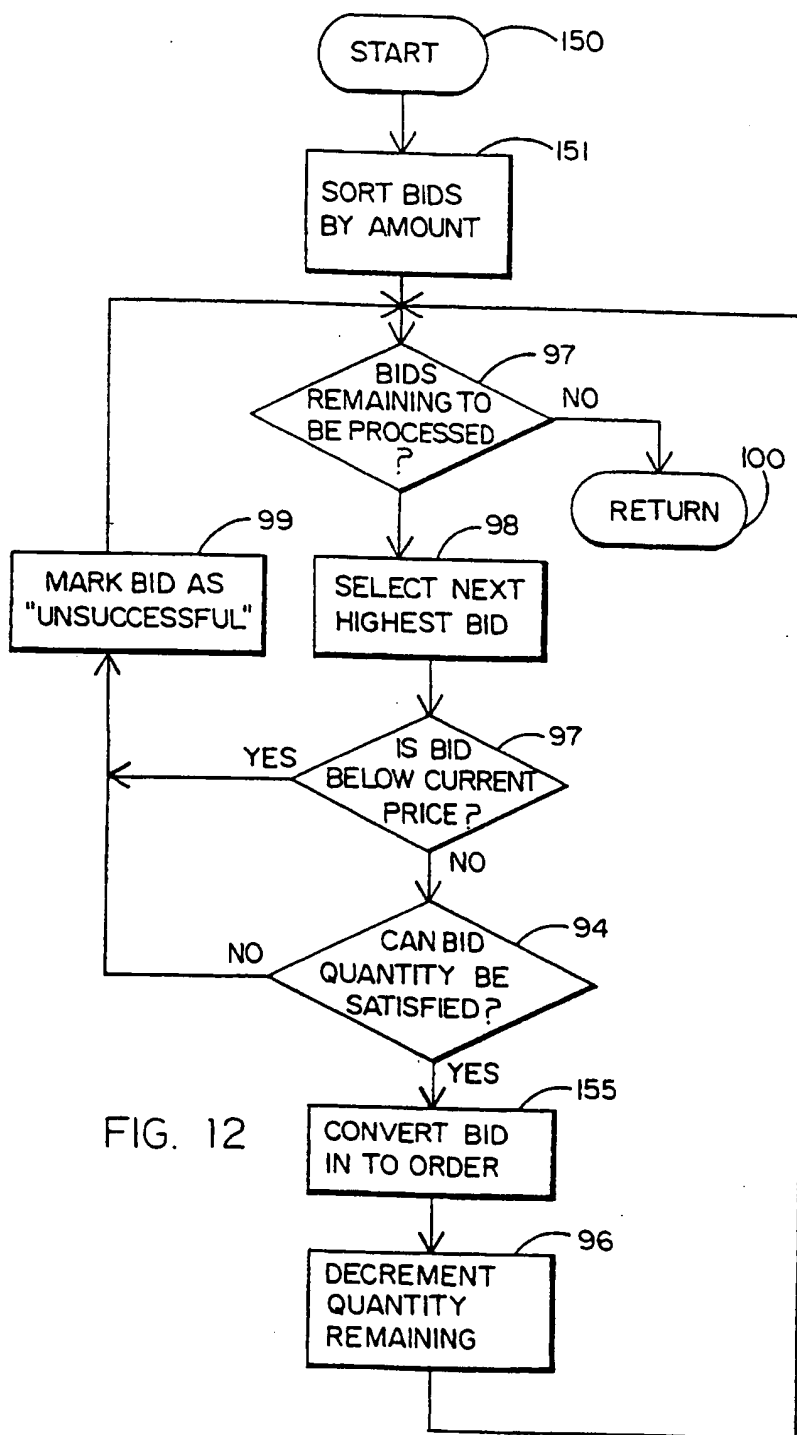 START
150
151
SORT BIDS
BY AMOUNT
97
BIDS
REMAINING TO
BE PROCESSED
?
NO
100
RETURN
99
MARK BID AS
"UNSUCCESSFUL"
98
SELECT NEXT
HIGHEST BID
97
YES
IS BID
BELOW CURRENT
PRICE?
NO
94
NO
CAN BID
QUANTITY BE
SATISFIED?
YES
155
FIG. 12
CONVERT BID
IN TO ORDER
96
DECREMENT
QUANTITY
REMAINING